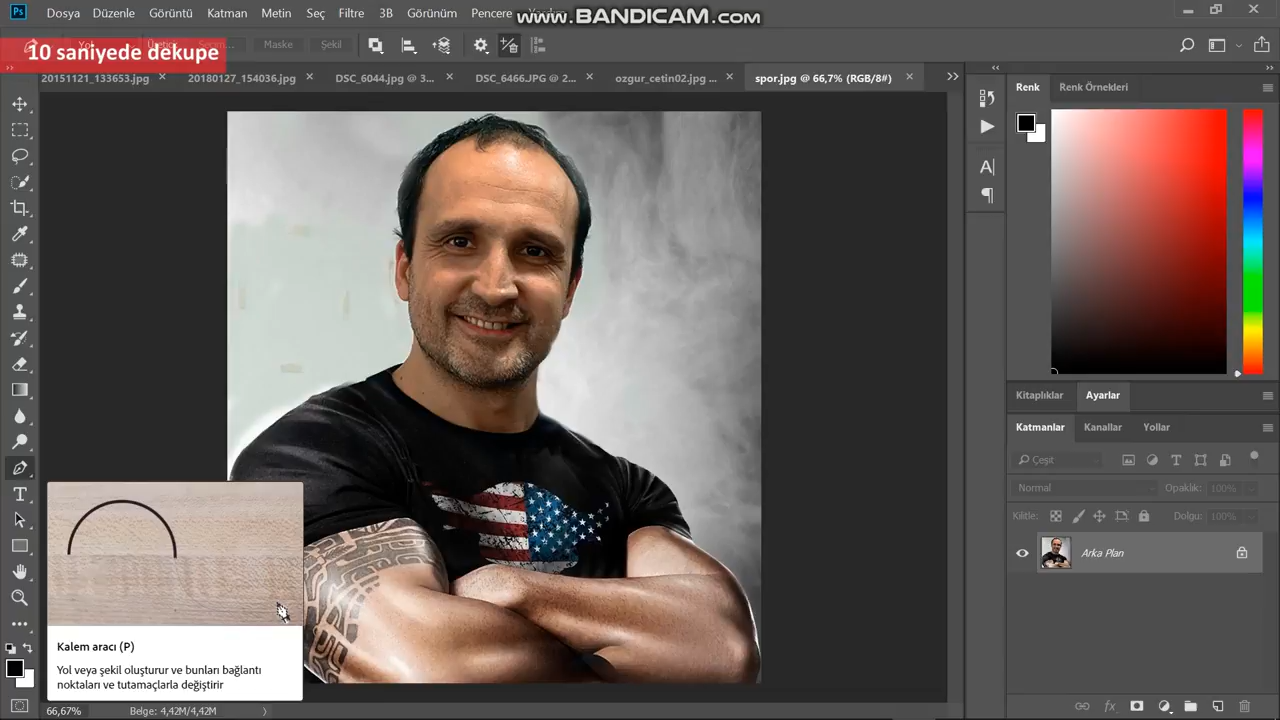 Ps Dosya Düzenle Görüntü Katman Metin Seç Filtre 3B Görünüm Pencere
www.BANDICAM.com
Maske Şekil
10 saniyede dekupe
20151121_133653.jpg 20180127_154036.jpg DSC_6044.jpg @ 3... DSC_6466.JPG @ 2... ozgur_cetin02.jpg ... spor.jpg @ 66,7% (RGB/8#)
Renk Renk Örnekleri
Kitaplıklar Ayarlar
Katmanlar Kanallar Yollar
Çeşit
Normal Opaklık: 100%
Kilitle: Dolgu: 100%
Arka Plan
Kalem aracı (P)
Yol veya şekil oluşturur ve bunları bağlantı
noktaları ve tutamaçlarla değiştirir
66,67% Belge: 4,42M/4,42M